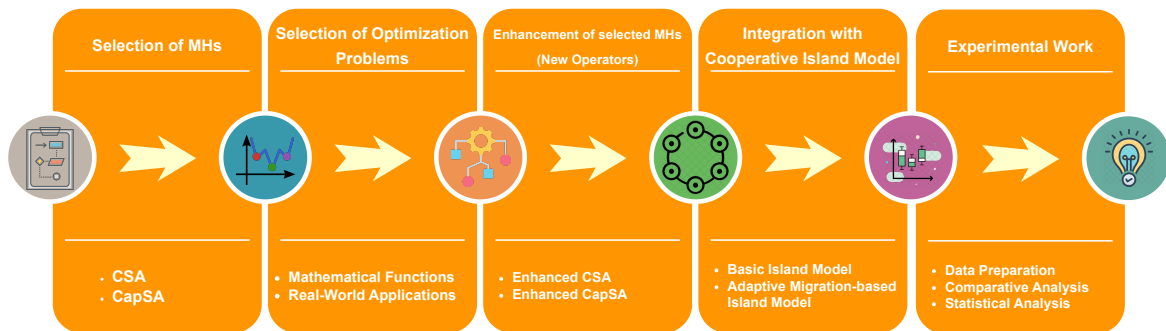 Selection of MHs
• CSA
• CapSA
Selection of Optimization
Problems
• Mathematical Functions
• Real-World Applications
Enhancement of selected MHs
(New Operators)
• Enhanced CSA
• Enhanced CapSA
Integration with
Cooperative Island Model
• Basic Island Model
• Adaptive Migration-based
Island Model
Experimental Work
• Data Preparation
• Comparative Analysis
• Statistical Analysis